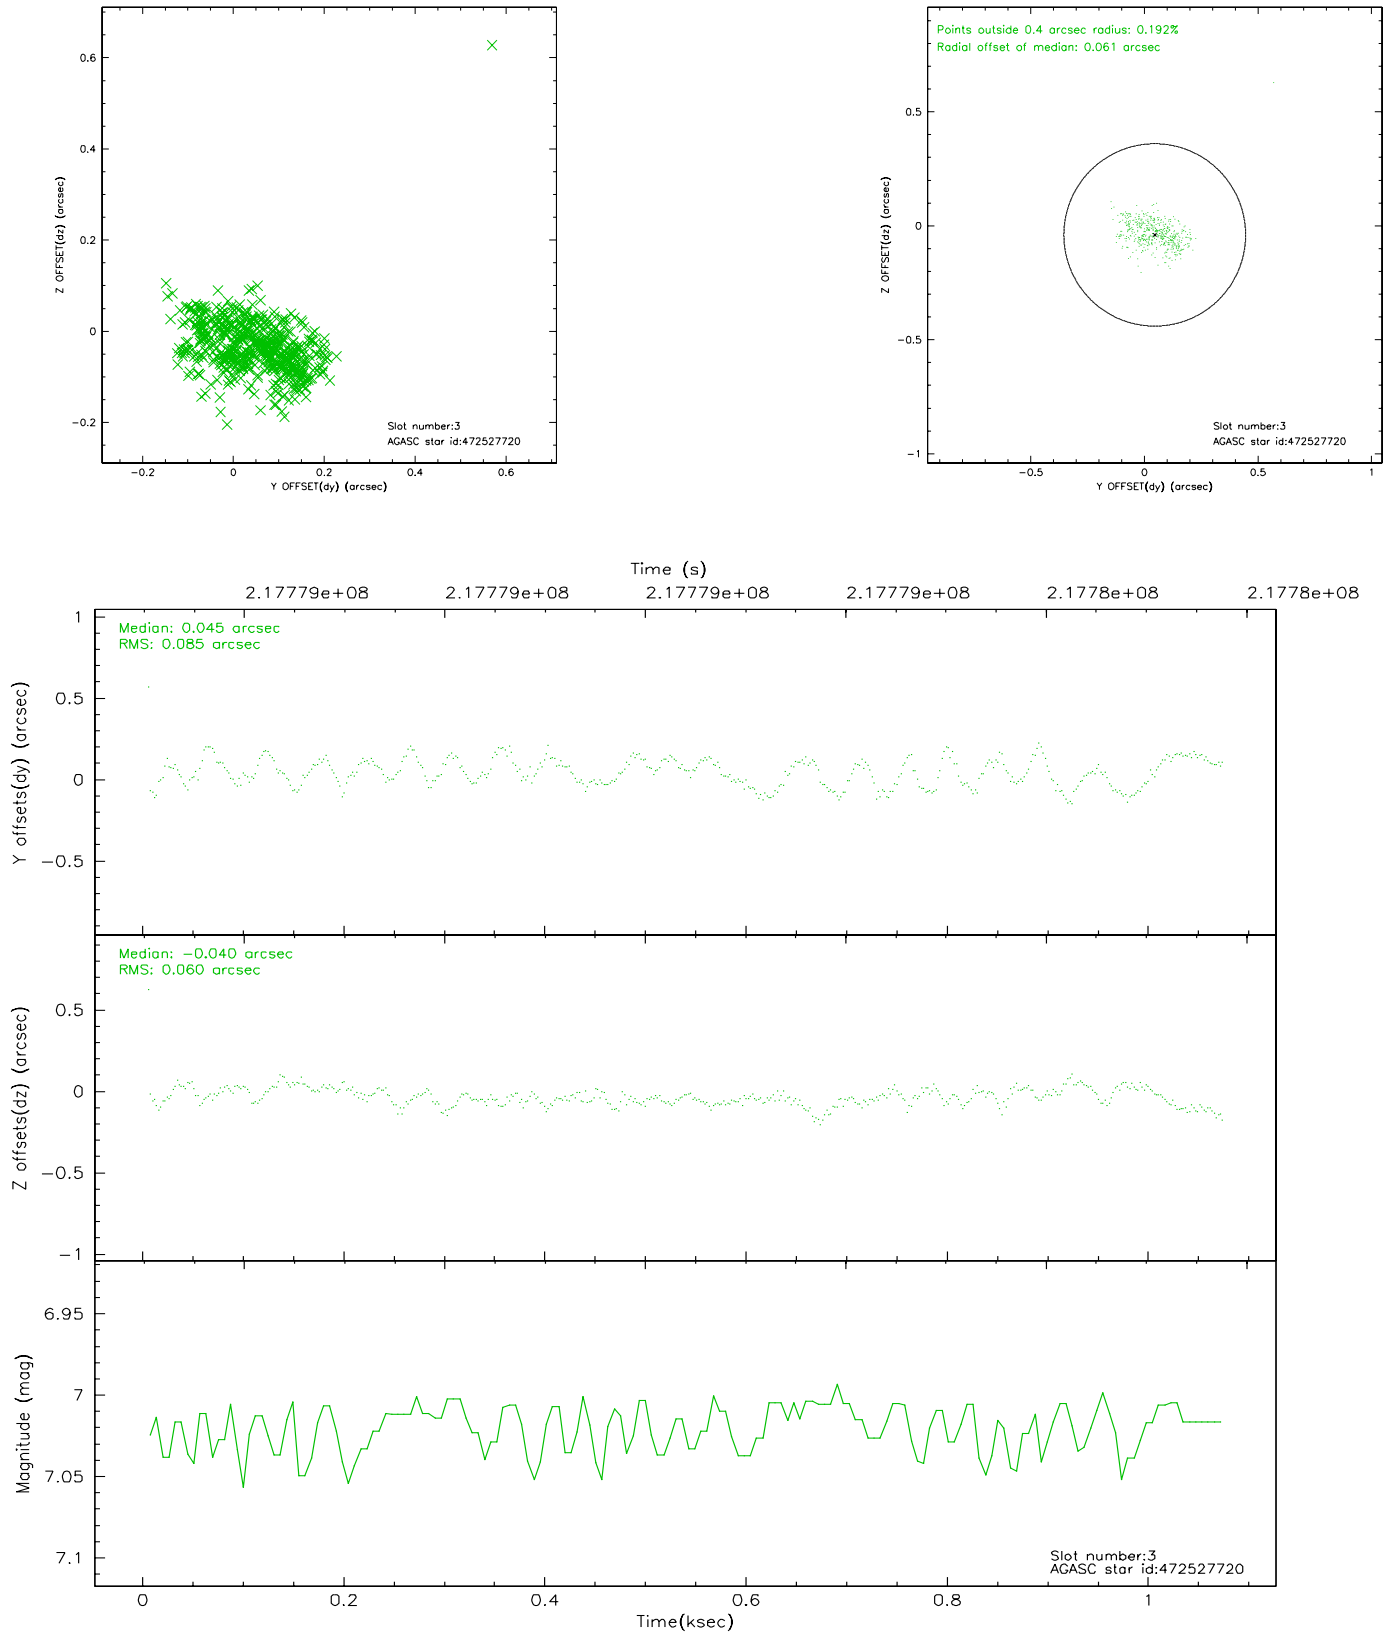 0.6
0.4
0.2
0
−0.2
−0.2
0
0.2
0.4
0.6
Z OFFSET(dz) (arcsec)
Y OFFSET(dy) (arcsec)
Slot number:3
AGASC star id:472527720
Points outside 0.4 arcsec radius: 0.192%
Radial offset of median: 0.061 arcsec
0.5
0
−0.5
−1
−0.5
0
0.5
1
Z OFFSET(dz) (arcsec)
Y OFFSET(dy) (arcsec)
Slot number:3
AGASC star id:472527720
Time (s)
2.17779e+08 2.17779e+08 2.17779e+08 2.17779e+08 2.1778e+08 2.1778e+08
Median: 0.045 arcsec
RMS: 0.085 arcsec
1
0.5
0
−0.5
Y offsets(dy) (arcsec)
Median: −0.040 arcsec
RMS: 0.060 arcsec
0.5
0
−0.5
−1
Z offsets(dz) (arcsec)
6.95
7
7.05
7.1
Magnitude (mag)
Slot number:3
AGASC star id:472527720
0 0.2 0.4 0.6 0.8 1
Time(ksec)